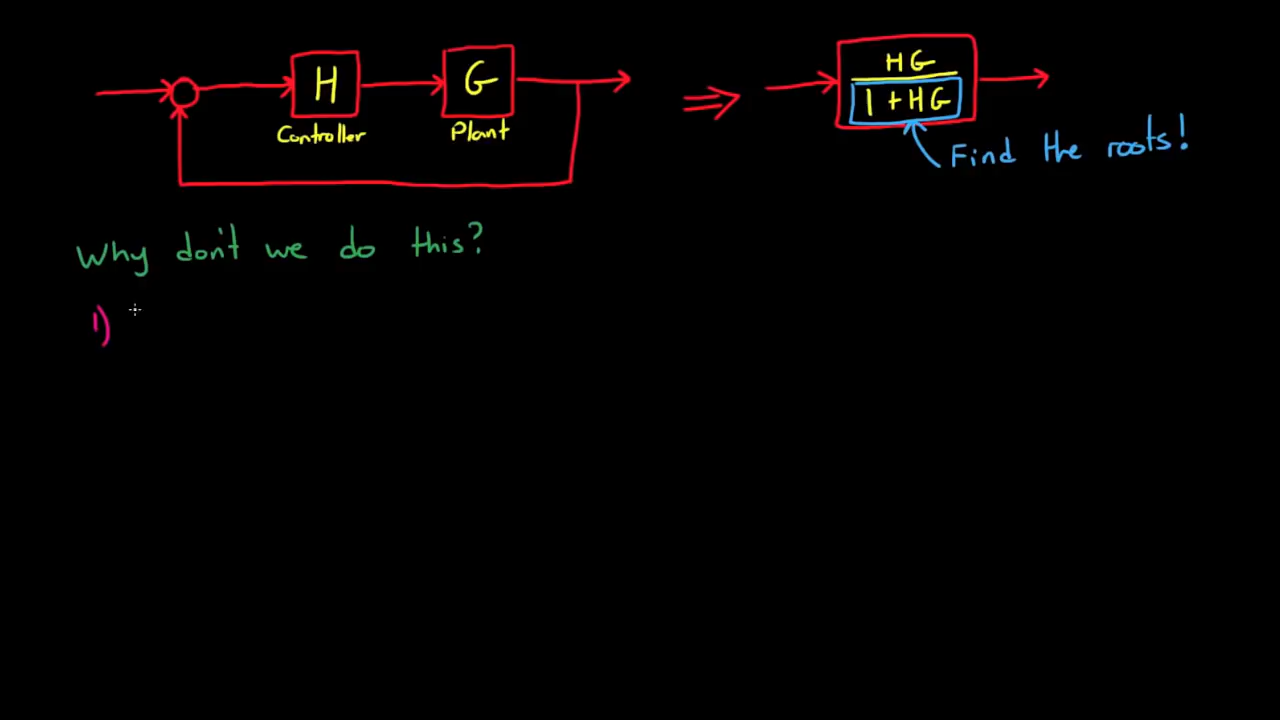 H
Controller
G
Plant
⇒
HG
1 + HG
Find the roots!
Why don't we do this?
1)